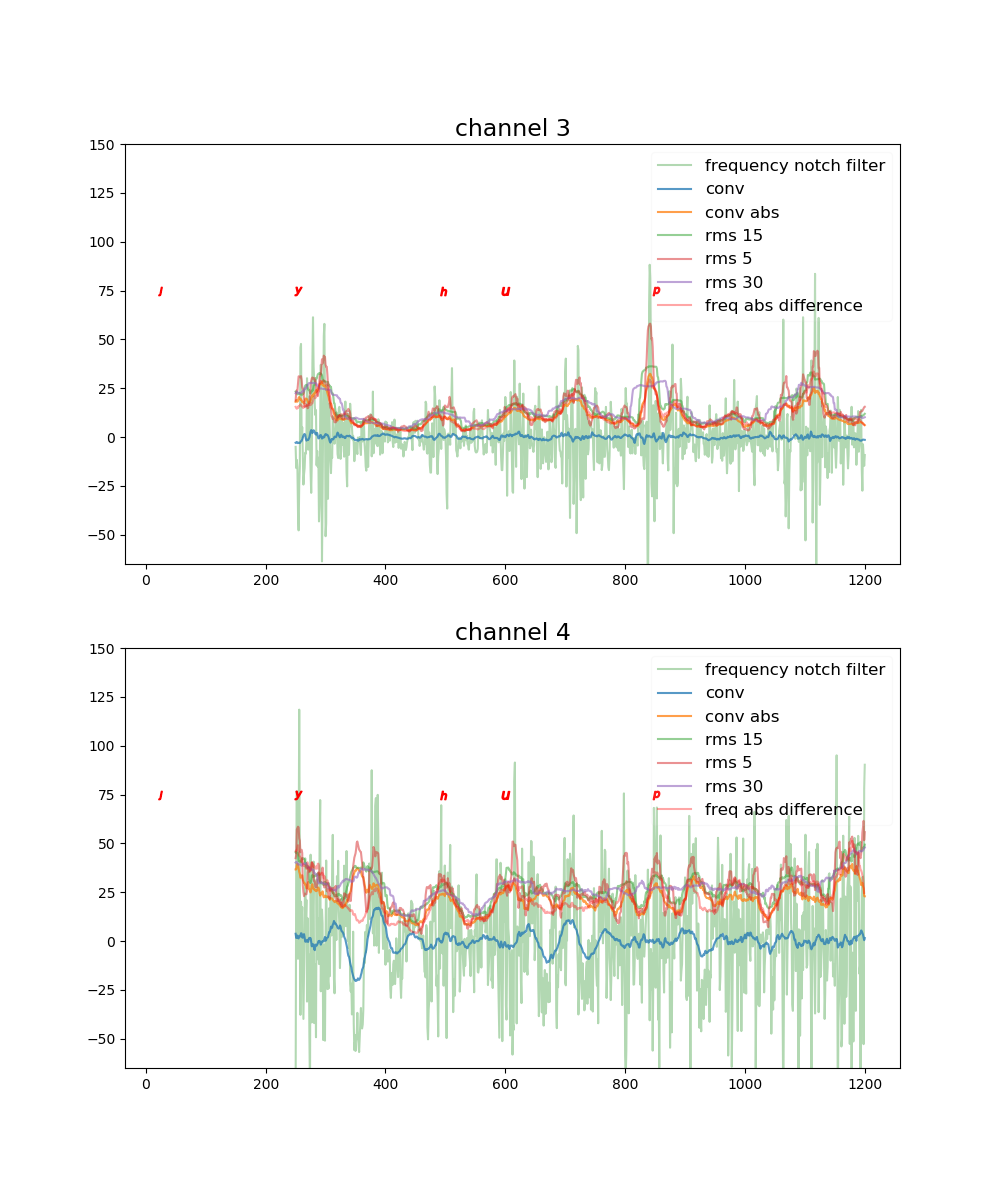 channel 3
150
125
100
75
50
25
0
−25
−50
frequency notch filter
conv
conv abs
rms 15
rms 5
rms 30
freq abs difference
J y h u p
0 200 400 600 800 1000 1200
channel 4
150
125
100
75
50
25
0
−25
−50
frequency notch filter
conv
conv abs
rms 15
rms 5
rms 30
freq abs difference
J y h u p
0 200 400 600 800 1000 1200